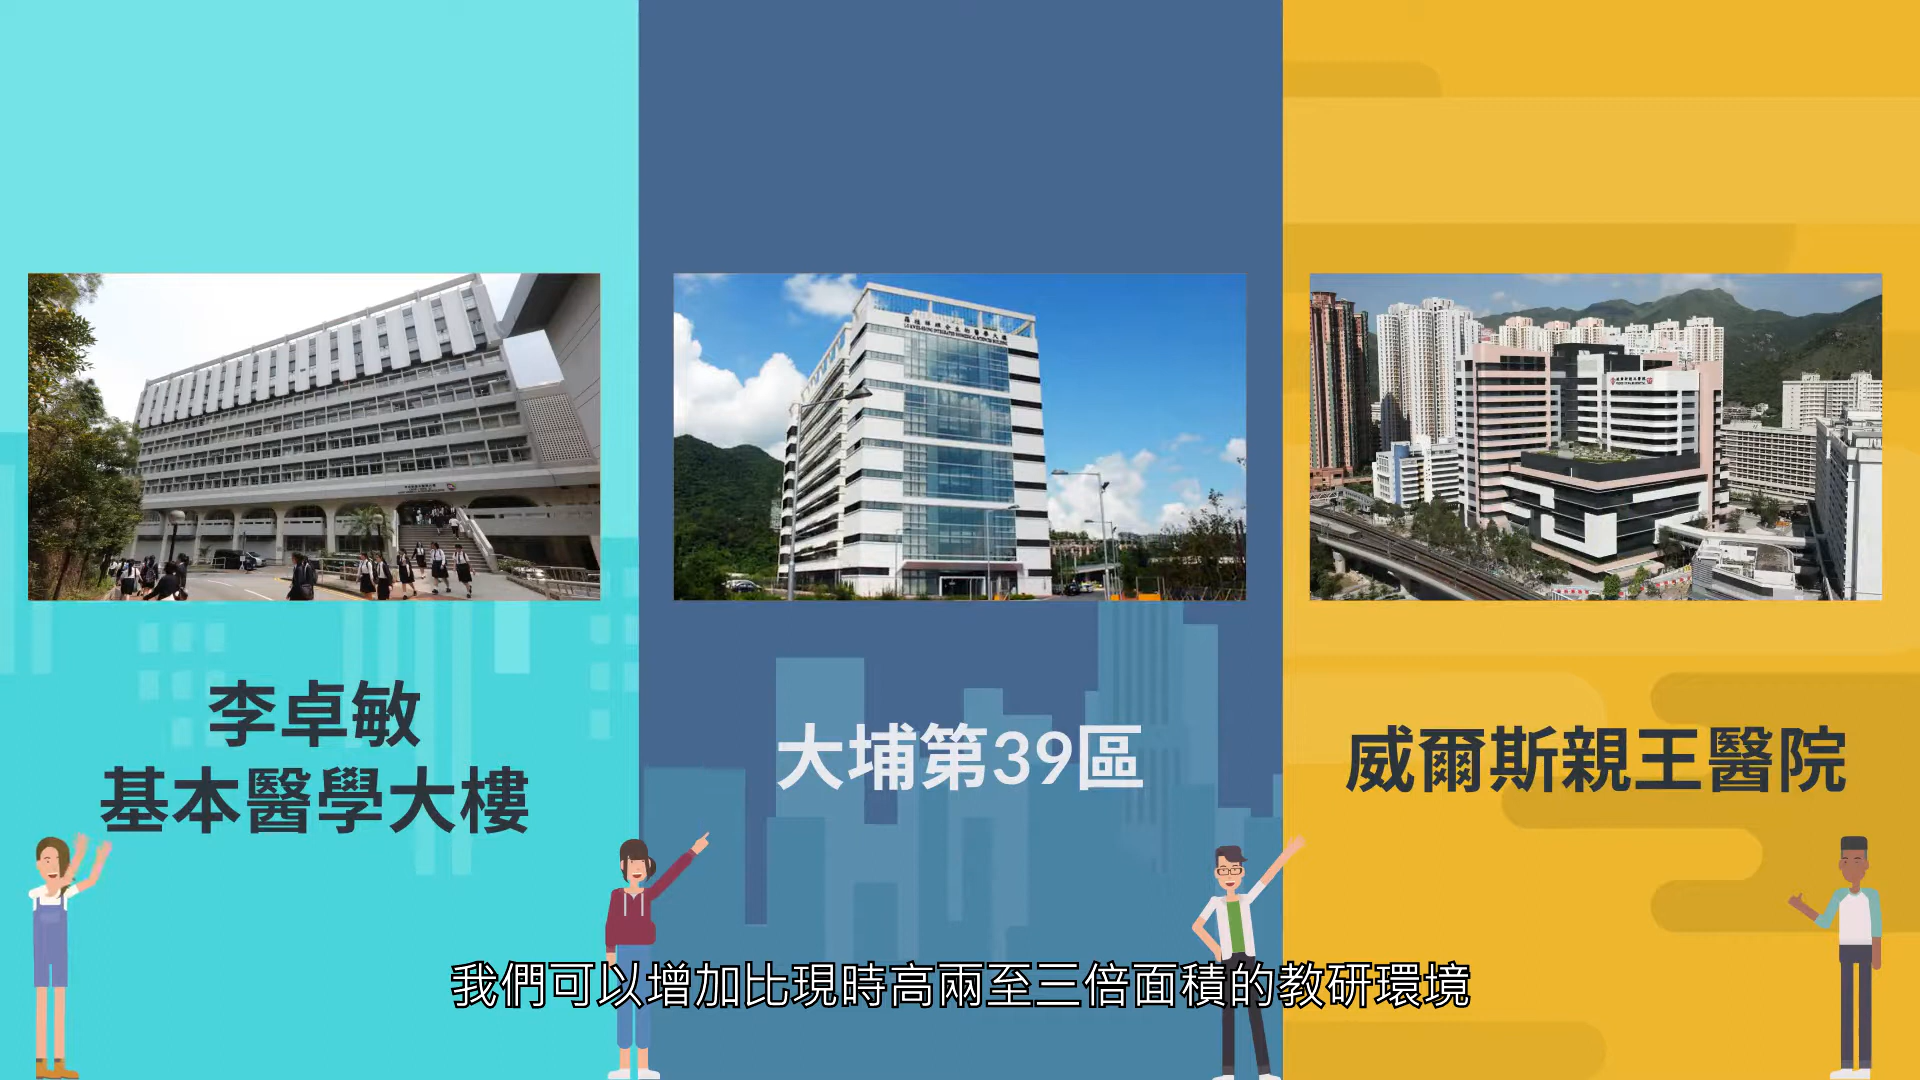 李卓敏
基本醫學大樓
大埔第39區
威爾斯親王醫院
我們可以增加比現時高兩至三倍面積的教研環境